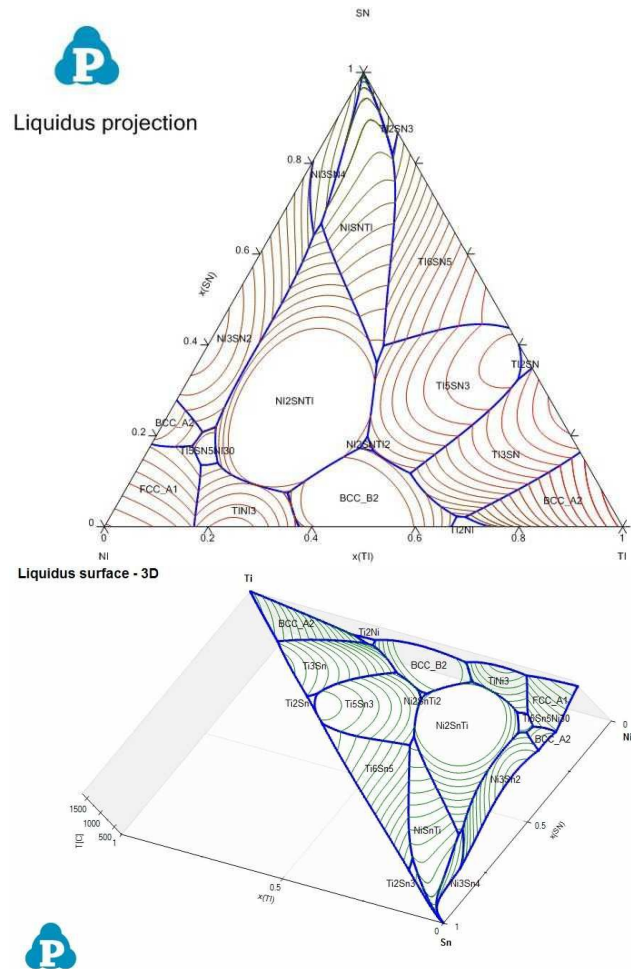 SN
P
Liquidus projection
1
TI2SN3
0.8
NI3SN4
NISNTI
0.6
x(SN)
TI6SN5
0.4
NI3SN2
TI2SN
TI5SN3
NI2SNTI
BCC_A2
0.2
NI2SNTI2
TI5SN5NI30
TI3SN
FCC_A1
BCC_B2
BCC_A2
TINI3
0
TI2NI
NI
0.2
0.4
x(TI)
0.6
0.8
1
TI
Liquidus surface - 3D
Ti
BCC_A2
Ti2Ni
BCC_B2
Ti3Sn
TiNi3
FCC_A1
Ti2Sn
Ti5Sn3
Ni2SnTi2
Ni2SnTi
Ti6Sn5Ni30
0
Ni
BCC_A2
Ti6Sn5
Ni3Sn2
1500
1000
500
T[C]
1
0.5
x(SN)
NiSnTi
Ti2Sn3
Ni3Sn4
0.5
x(TI)
0
1
Sn
P